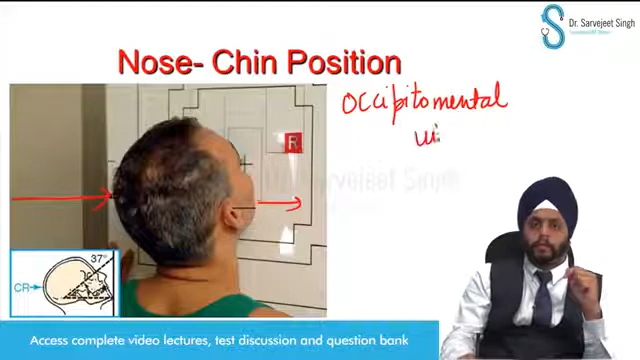 Dr. Sarvejeet Singh
Nose- Chin Position
Occipitomental
R
37°
CR
Access complete video lectures, test discussion and question bank